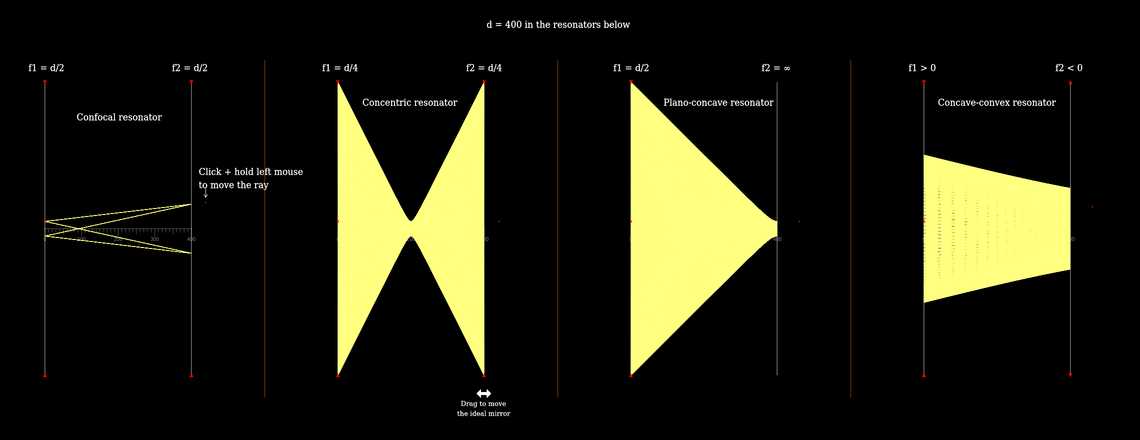 d = 400 in the resonators below
f1 = d/2
f2 = d/2
f1 = d/4
f2 = d/4
f1 = d/2
f2 = ∞
f1 > 0
f2 < 0
Confocal resonator
Concentric resonator
Plano-concave resonator
Concave-convex resonator
Click + hold left mouse
to move the ray
Drag to move
the ideal mirror